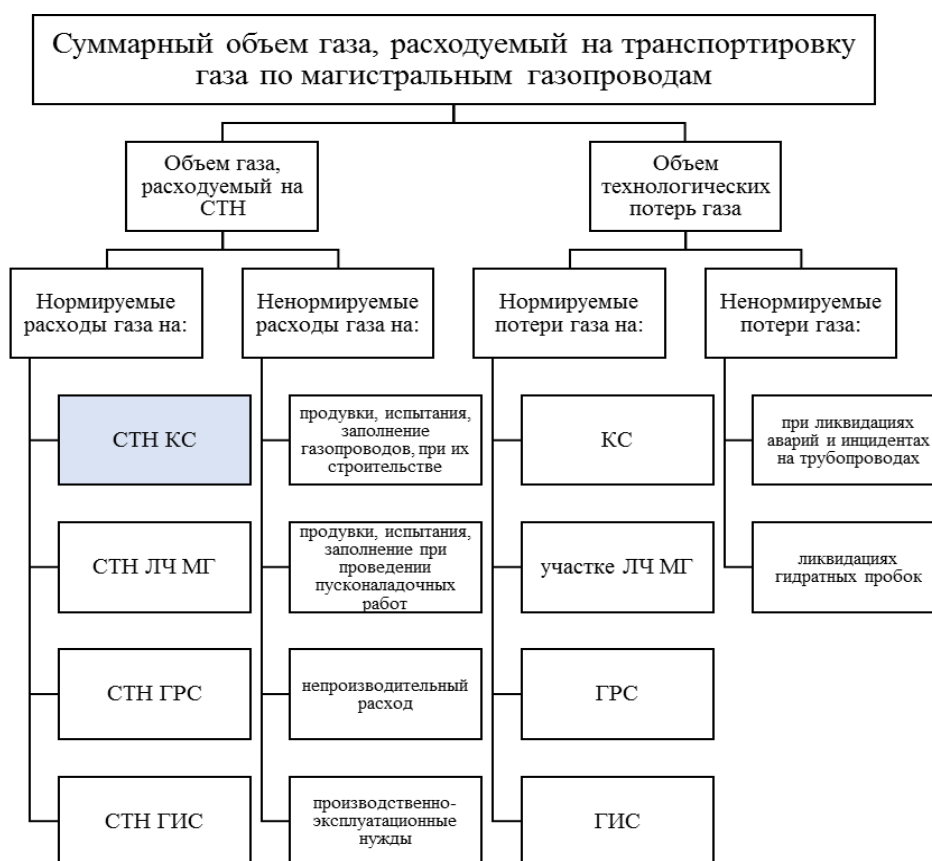 Суммарный объем газа, расходуемый на транспортировку
газа по магистральным газопроводам
Объем газа,
расходуемый на
СТН
Объем
технологических
потерь газа
Нормируемые
расходы газа на:
Ненормируемые
расходы газа на:
Нормируемые
потери газа на:
Ненормируемые
потери газа:
СТН КС
СТН ЛЧ МГ
СТН ГРС
СТН ГИС
продувки, испытания,
заполнение
газопроводов, при их
строительстве
продувки, испытания,
заполнение при
проведении
пусконаладочных
работ
непроизводительный
расход
производственно-
эксплуатационные
нужды
КС
участке ЛЧ МГ
ГРС
ГИС
при ликвидациях
аварий и инцидентах
на трубопроводах
ликвидациях
гидратных пробок